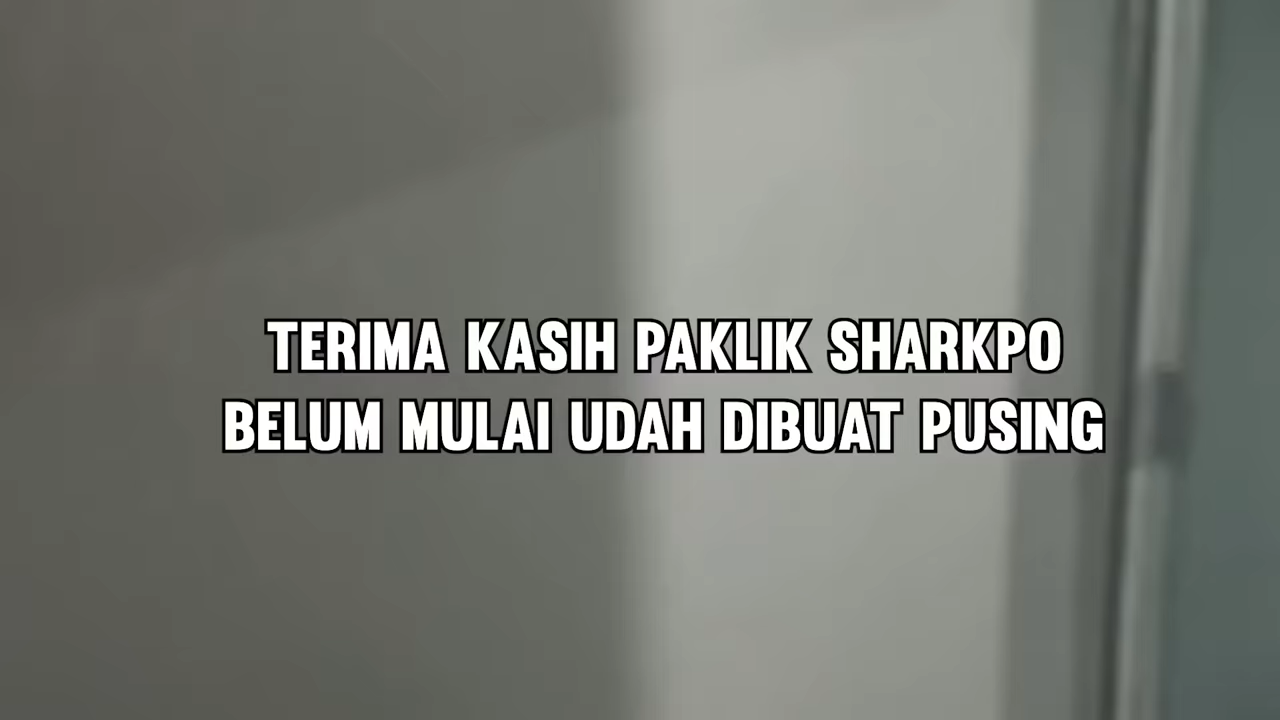 TERIMA KASIH PAKLIK SHARKPO
BELUM MULAI UDAH DIBUAT PUSING